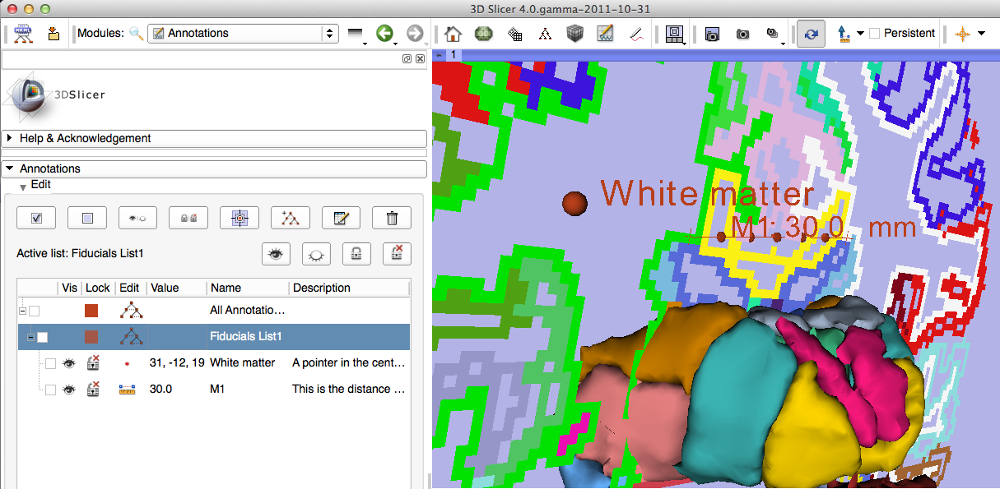 3D Slicer 4.0.gamma-2011-10-31
Modules: Annotations
Persistent
1
3DSlicer
Help & Acknowledgement
Annotations
Edit
Active list: Fiducials List1
Vis Lock Edit Value Name Description
All Annotatio…
Fiducials List1
31, -12, 19 White matter A pointer in the cent…
30.0 M1 This is the distance …
White matter
M1: 30.0 mm